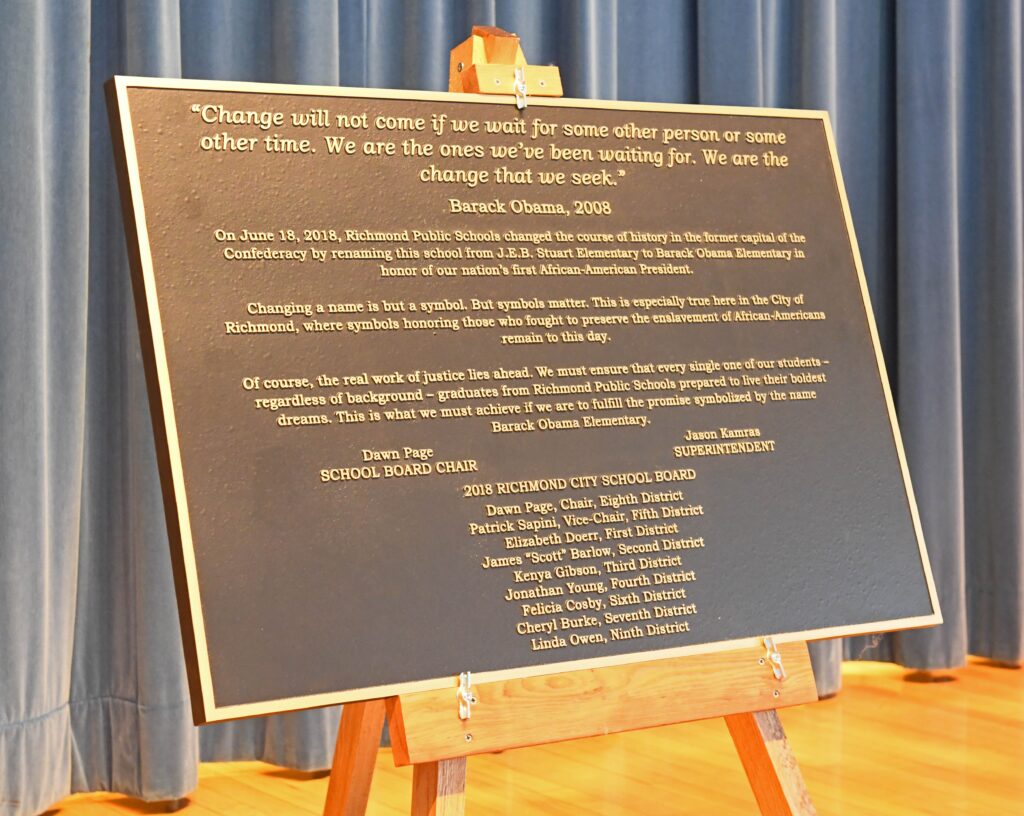 “Change will not come if we wait for some other person or some
other time. We are the ones we’ve been waiting for. We are the
change that we seek.”
Barack Obama, 2008
On June 18, 2018, Richmond Public Schools changed the course of history in the former capital of the
Confederacy by renaming this school from J.E.B. Stuart Elementary to Barack Obama Elementary in
honor of our nation’s first African-American President.
Changing a name is but a symbol. But symbols matter. This is especially true here in the City of
Richmond, where symbols honoring those who fought to preserve the enslavement of African-Americans
remain to this day.
Of course, the real work of justice lies ahead. We must ensure that every single one of our students –
regardless of background – graduates from Richmond Public Schools prepared to live their boldest
dreams. This is what we must achieve if we are to fulfill the promise symbolized by the name
Barack Obama Elementary.
Dawn Page
SCHOOL BOARD CHAIR
Jason Kamras
SUPERINTENDENT
2018 RICHMOND CITY SCHOOL BOARD
Dawn Page, Chair, Eighth District
Patrick Sapini, Vice-Chair, Fifth District
Elizabeth Doerr, First District
James “Scott” Barlow, Second District
Kenya Gibson, Third District
Jonathan Young, Fourth District
Felicia Cosby, Sixth District
Cheryl Burke, Seventh District
Linda Owen, Ninth District